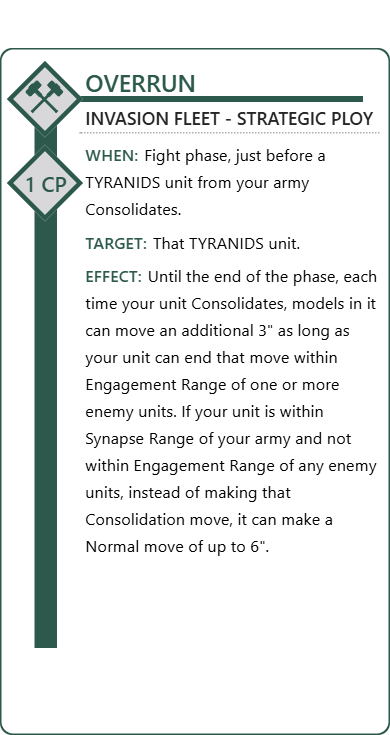 OVERRUN
INVASION FLEET - STRATEGIC PLOY
1 CP
WHEN: Fight phase, just before a
TYRANIDS unit from your army
Consolidates.
TARGET: That TYRANIDS unit.
EFFECT: Until the end of the phase, each
time your unit Consolidates, models in it
can move an additional 3" as long as
your unit can end that move within
Engagement Range of one or more
enemy units. If your unit is within
Synapse Range of your army and not
within Engagement Range of any enemy
units, instead of making that
Consolidation move, it can make a
Normal move of up to 6".